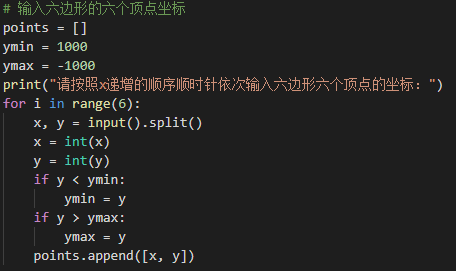 # 输入六边形的六个顶点坐标
points = []
ymin = 1000
ymax = -1000
print("请按照x递增的顺序顺时针依次输入六边形六个顶点的坐标：")
for i in range(6):
    x, y = input().split()
    x = int(x)
    y = int(y)
    if y < ymin:
        ymin = y
    if y > ymax:
        ymax = y
    points.append([x, y])